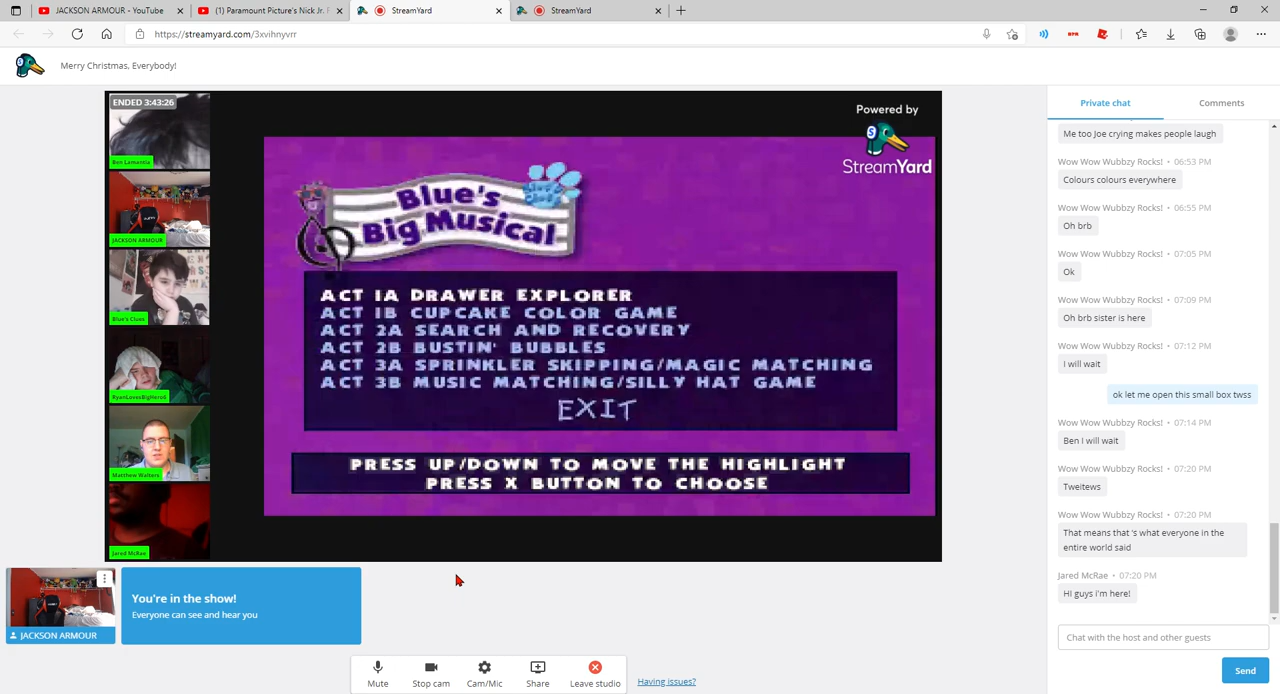 JACKSON ARMOUR - YouTube
(1) Paramount Picture's Nick Jr. F
StreamYard
StreamYard
https://streamyard.com/3xvihnyvrr
Merry Christmas, Everybody!
ENDED 3:43:26
Ben Lamantia
JACKSON ARMOUR
Blue's Clues
RyanLovesBigHero6
Matthew Walters
Jared McRae
Powered by
StreamYard
Blue's
Big Musical
ACT 1A DRAWER EXPLORER
ACT 1B CUPCAKE COLOR GAME
ACT 2A SEARCH AND RECOVERY
ACT 2B BUSTIN' BUBBLES
ACT 3A SPRINKLER SKIPPING/MAGIC MATCHING
ACT 3B MUSIC MATCHING/SILLY HAT GAME
EXIT
PRESS UP/DOWN TO MOVE THE HIGHLIGHT
PRESS X BUTTON TO CHOOSE
JACKSON ARMOUR
You're in the show!
Everyone can see and hear you
Mute
Stop cam
Cam/Mic
Share
Leave studio
Having issues?
Private chat
Comments
Me too Joe crying makes people laugh
Wow Wow Wubbzy Rocks! • 06:53 PM
Colours colours everywhere
Wow Wow Wubbzy Rocks! • 06:55 PM
Oh brb
Wow Wow Wubbzy Rocks! • 07:05 PM
Ok
Wow Wow Wubbzy Rocks! • 07:09 PM
Oh brb sister is here
Wow Wow Wubbzy Rocks! • 07:12 PM
I will wait
ok let me open this small box twss
Wow Wow Wubbzy Rocks! • 07:14 PM
Ben I will wait
Wow Wow Wubbzy Rocks! • 07:20 PM
Tweitews
Wow Wow Wubbzy Rocks! • 07:20 PM
That means that 's what everyone in the
entire world said
Jared McRae • 07:20 PM
HI guys i'm here!
Chat with the host and other guests
Send